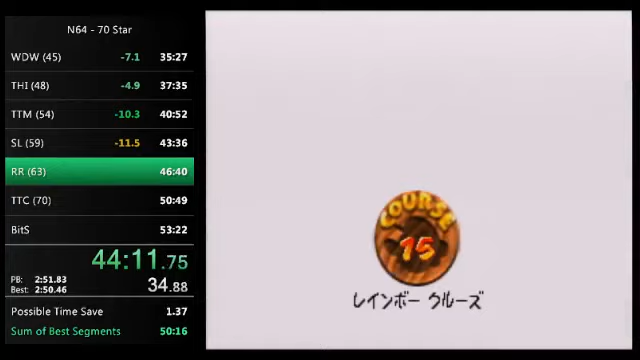 N64 - 70 Star
WDW (45) -7.1 35:27
THI (48) -4.9 37:35
TTM (54) -10.3 40:52
SL (59) -11.5 43:36
RR (63) 46:40
TTC (70) 50:49
BitS 53:22
44:11.75
PB: 2:51.83
Best: 2:50.46
34.88
Possible Time Save 1.37
Sum of Best Segments 50:16
COURSE
15
レインボー クルーズ